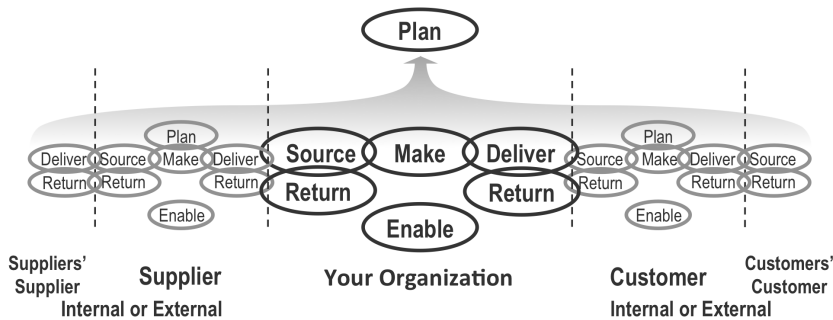 Plan
Plan
Plan
Deliver Source Make Deliver Source Make Deliver Source Make Deliver Source
Return Return Return Return Return Return Return Return
Enable Enable Enable
Suppliers' Supplier
Supplier
Internal or External
Your Organization
Customer
Internal or External
Customers'
Customer